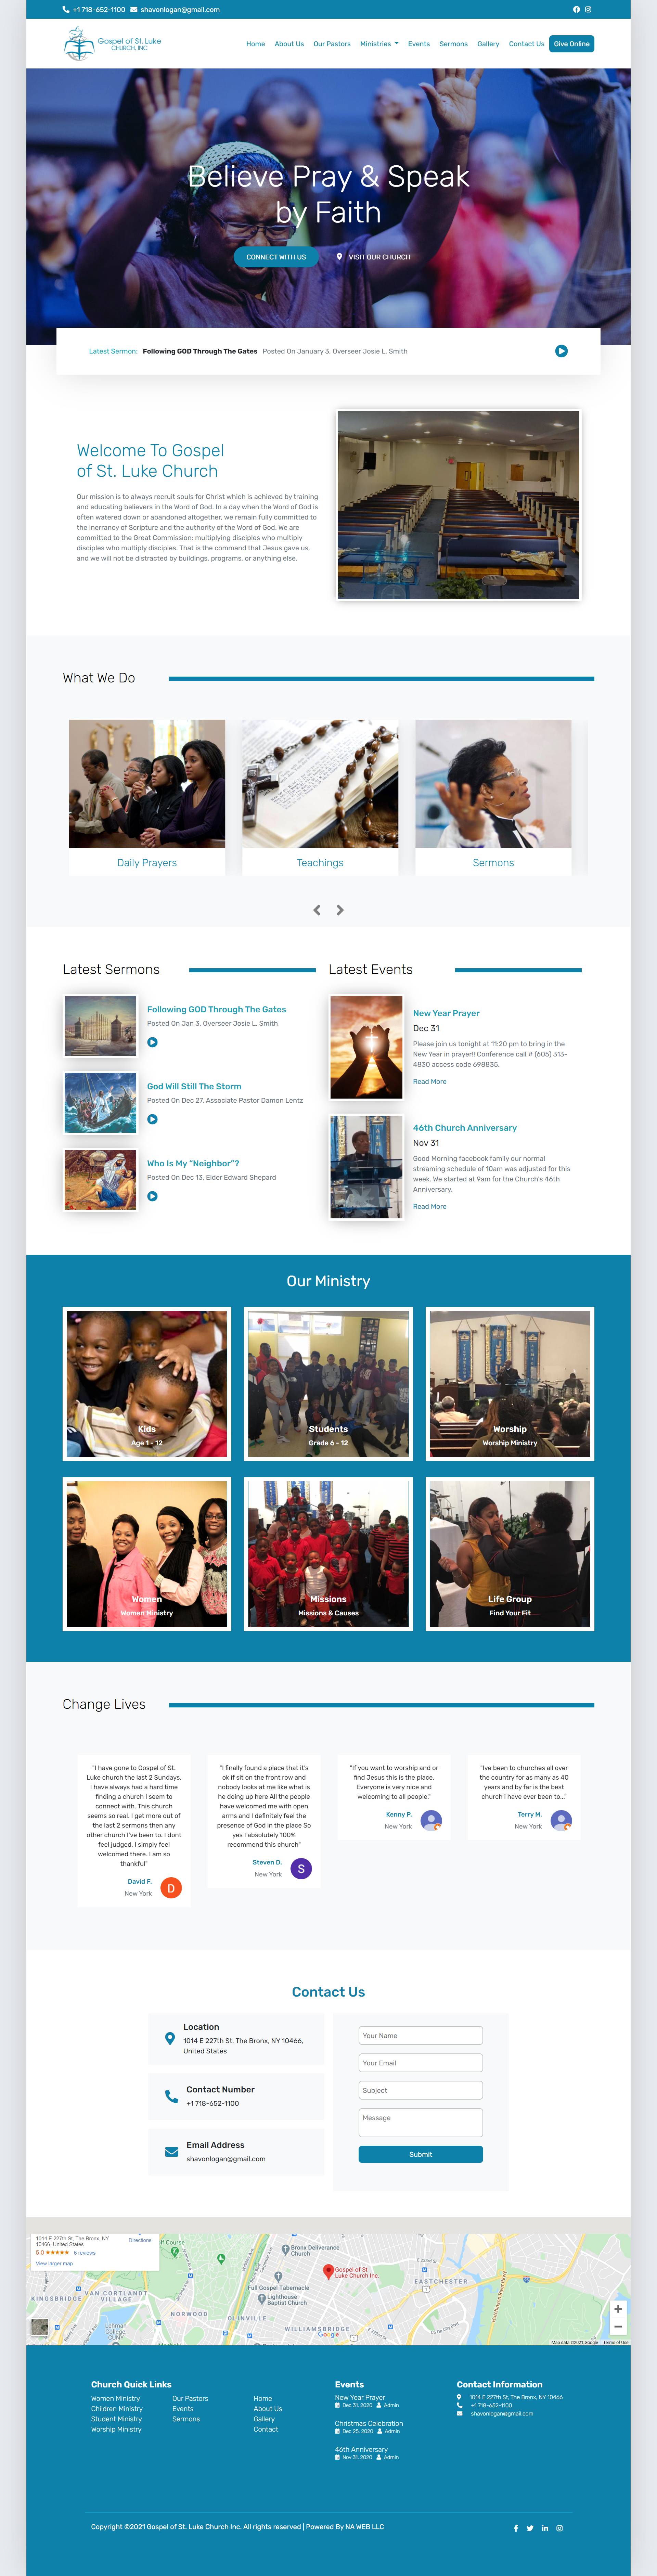 +1 718-652-1100 shavonlogan@gmail.com
Gospel of St. Luke
CHURCH, INC
Home About Us Our Pastors Ministries Events Sermons Gallery Contact Us Give Online
Believe Pray & Speak
by Faith
CONNECT WITH US VISIT OUR CHURCH
Latest Sermon: Following GOD Through The Gates Posted On January 3, Overseer Josie L. Smith
Welcome To Gospel
of St. Luke Church
Our mission is to always recruit souls for Christ which is achieved by training
and educating believers in the Word of God. In a day when the Word of God is
often watered down or abandoned altogether, we remain fully committed to
the inerrancy of Scripture and the authority of the Word of God. We are
committed to the Great Commission: multiplying disciples who multiply
disciples who multiply disciples. That is the command that Jesus gave us,
and we will not be distracted by buildings, programs, or anything else.
What We Do
Daily Prayers Teachings Sermons
Latest Sermons
Following GOD Through The Gates
Posted On Jan 3, Overseer Josie L. Smith
God Will Still The Storm
Posted On Dec 27, Associate Pastor Damon Lentz
Who Is My “Neighbor”?
Posted On Dec 13, Elder Edward Shepard
Latest Events
New Year Prayer
Dec 31
Please join us tonight at 11:20 pm to bring in the
New Year in prayer!! Conference call # (605) 313-
4830 access code 698835.
Read More
46th Church Anniversary
Nov 31
Good Morning facebook family our normal
streaming schedule of 10am was adjusted for this
week. We started at 9am for the Church's 46th
Anniversary.
Read More
Our Ministry
Kids
Age 1 - 12
Students
Grade 6 - 12
Worship
Worship Ministry
Women
Women Ministry
Missions
Missions & Causes
Life Group
Find Your Fit
Change Lives
"I have gone to Gospel of St.
Luke church the last 2 Sundays.
I have always had a hard time
finding a church I seem to
connect with. This church
seems so real. I get more out of
the last 2 sermons then any
other church I've been to. I dont
feel judged. I simply feel
welcomed there. I am so
thankful"
David F.
New York
D
"I finally found a place that it's
ok if sit on the front row and
nobody looks at me like what is
he doing up here All the people
have welcomed me with open
arms and I definitely feel the
presence of God in the place So
yes I absolutely 100%
recommend this church"
Steven D.
New York
S
"If you want to worship and or
find Jesus this is the place.
Everyone is very nice and
welcoming to all people."
Kenny P.
New York
"Ive been to churches all over
the country for as many as 40
years and by far is the best
church i have ever been to..."
Terry M.
New York
Contact Us
Location
1014 E 227th St, The Bronx, NY 10466,
United States
Contact Number
+1 718-652-1100
Email Address
shavonlogan@gmail.com
Your Name
Your Email
Subject
Message
Submit
1014 E 227th St, The Bronx, NY
10466, United States
Directions
5.0 6 reviews
View larger map
lf Course
Bronx Deliverance
Church
Gospel of St
Luke Church Inc
Full Gospel Tabernacle
Lighthouse
Baptist Church
EASTCHESTER
VAN CORTLANDT
VILLAGE
KINGSBRIDGE
NORWOOD
OLINVILLE
WILLIAMSBRIDGE
Lehman
College,
CUNY
Google
Map data ©2021 Google Terms of Use
Church Quick Links
Women Ministry
Children Ministry
Student Ministry
Worship Ministry
Our Pastors
Events
Sermons
Home
About Us
Gallery
Contact
Events
New Year Prayer
Dec 31, 2020 Admin
Christmas Celebration
Dec 25, 2020 Admin
46th Anniversary
Nov 31, 2020 Admin
Contact Information
1014 E 227th St, The Bronx, NY 10466
+1 718-652-1100
shavonlogan@gmail.com
Copyright ©2021 Gospel of St. Luke Church Inc. All rights reserved | Powered By NA WEB LLC